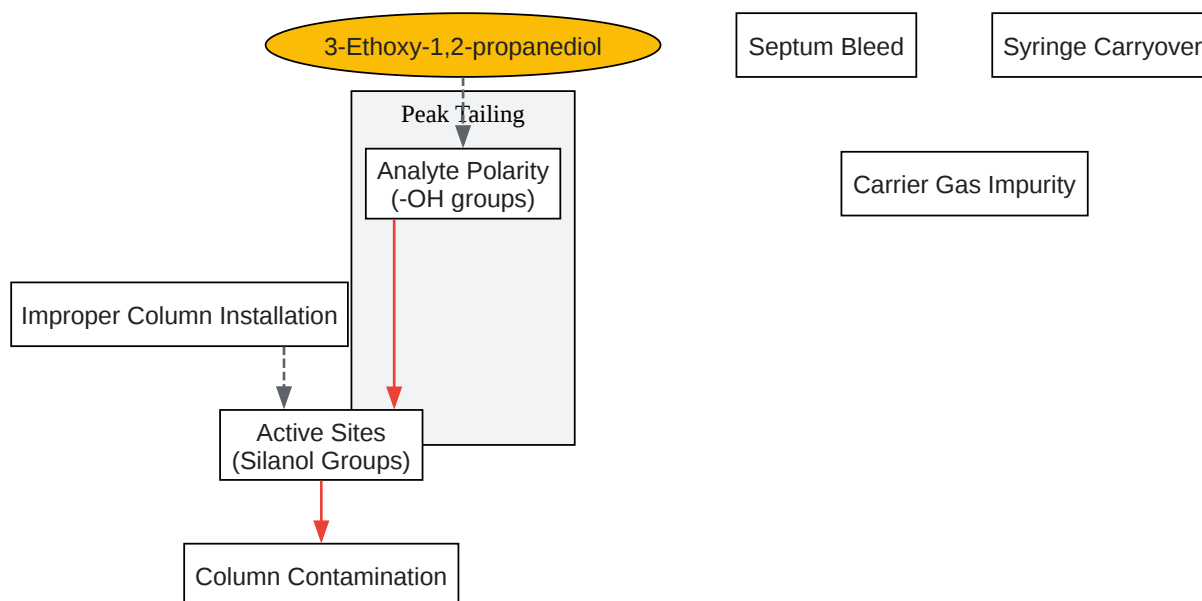 3-Ethoxy-1,2-propanediol
Septum Bleed
Syringe Carryover
Peak Tailing
Analyte Polarity
(-OH groups)
Carrier Gas Impurity
Improper Column Installation
Active Sites
(Silanol Groups)
Column Contamination